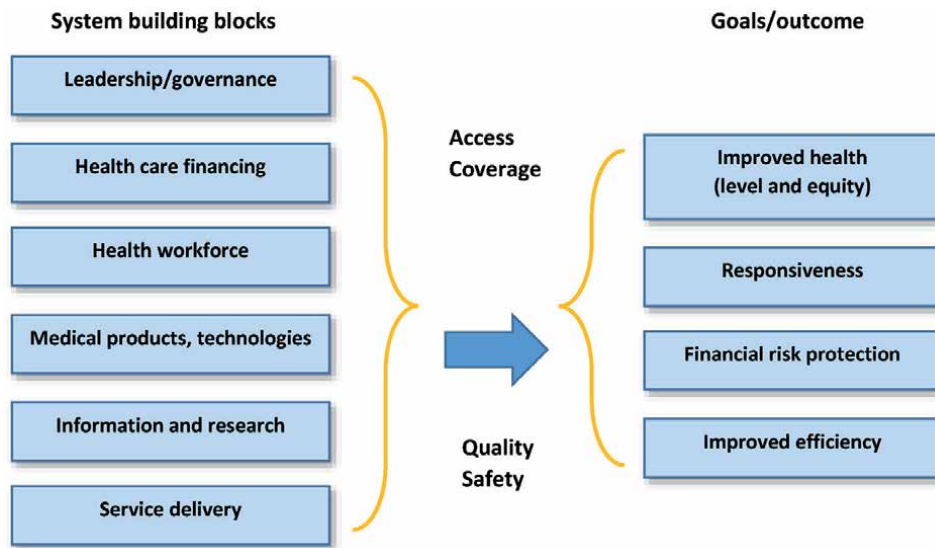 System building blocks
Leadership/governance
Health care financing
Health workforce
Medical products, technologies
Information and research
Service delivery
Access
Coverage
Quality
Safety
Goals/outcome
Improved health
(level and equity)
Responsiveness
Financial risk protection
Improved efficiency